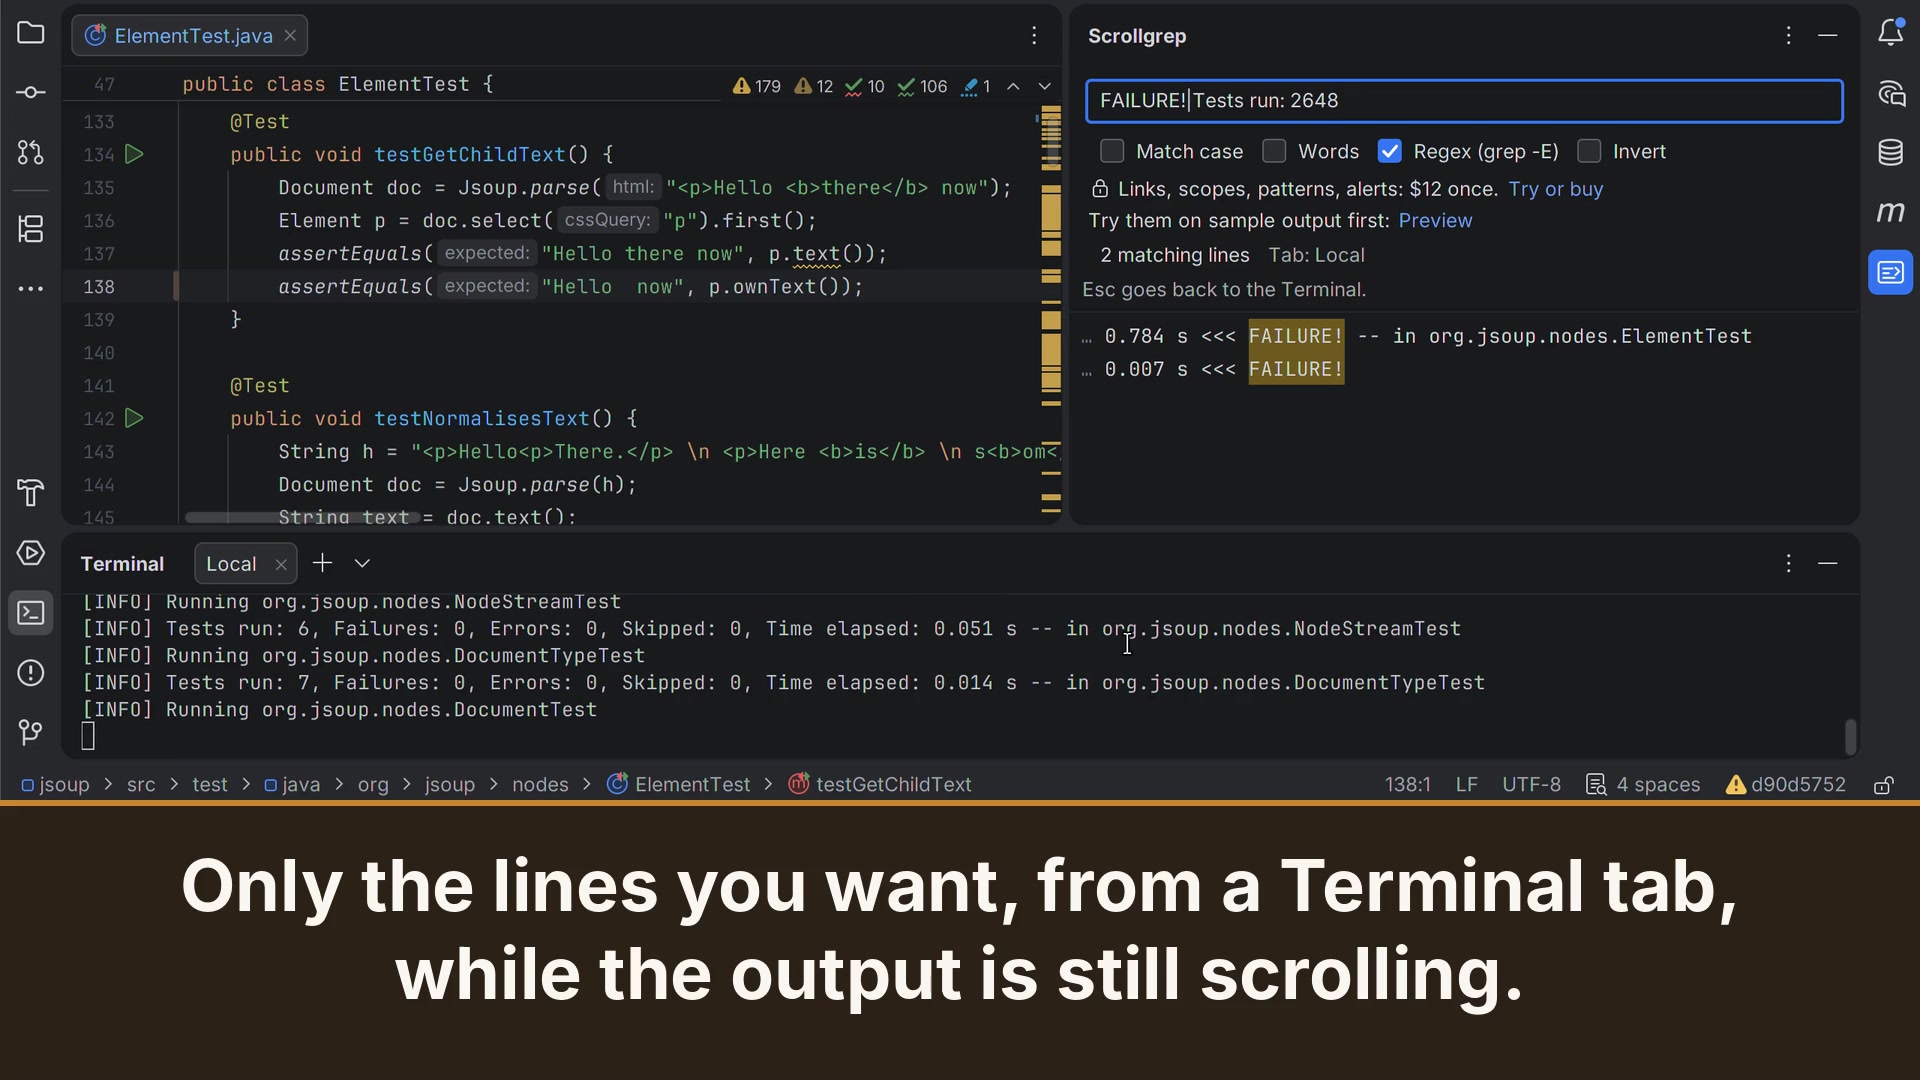 ElementTest.java
47 public class ElementTest {
179 12 10 106 1
133 @Test
134 public void testGetChildText() {
135 Document doc = Jsoup.parse( html: "<p>Hello <b>there</b> now");
136 Element p = doc.select( cssQuery: "p").first();
137 assertEquals( expected: "Hello there now", p.text());
138 assertEquals( expected: "Hello  now", p.ownText());
139 }
140
141 @Test
142 public void testNormalisesText() {
143 String h = "<p>Hello<p>There.</p> \n <p>Here <b>is</b> \n s<b>om<
144 Document doc = Jsoup.parse(h);
145 String text = doc.text();
Scrollgrep
FAILURE!|Tests run: 2648
Match case Words Regex (grep -E) Invert
Links, scopes, patterns, alerts: $12 once. Try or buy
Try them on sample output first: Preview
2 matching lines Tab: Local
Esc goes back to the Terminal.
… 0.784 s <<< FAILURE! -- in org.jsoup.nodes.ElementTest
… 0.007 s <<< FAILURE!
m
Terminal Local
[INFO] Running org.jsoup.nodes.NodeStreamTest
[INFO] Tests run: 6, Failures: 0, Errors: 0, Skipped: 0, Time elapsed: 0.051 s -- in org.jsoup.nodes.NodeStreamTest
[INFO] Running org.jsoup.nodes.DocumentTypeTest
[INFO] Tests run: 7, Failures: 0, Errors: 0, Skipped: 0, Time elapsed: 0.014 s -- in org.jsoup.nodes.DocumentTypeTest
[INFO] Running org.jsoup.nodes.DocumentTest
jsoup > src > test > java > org > jsoup > nodes > ElementTest > testGetChildText
138:1 LF UTF-8 4 spaces d90d5752
Only the lines you want, from a Terminal tab,
while the output is still scrolling.